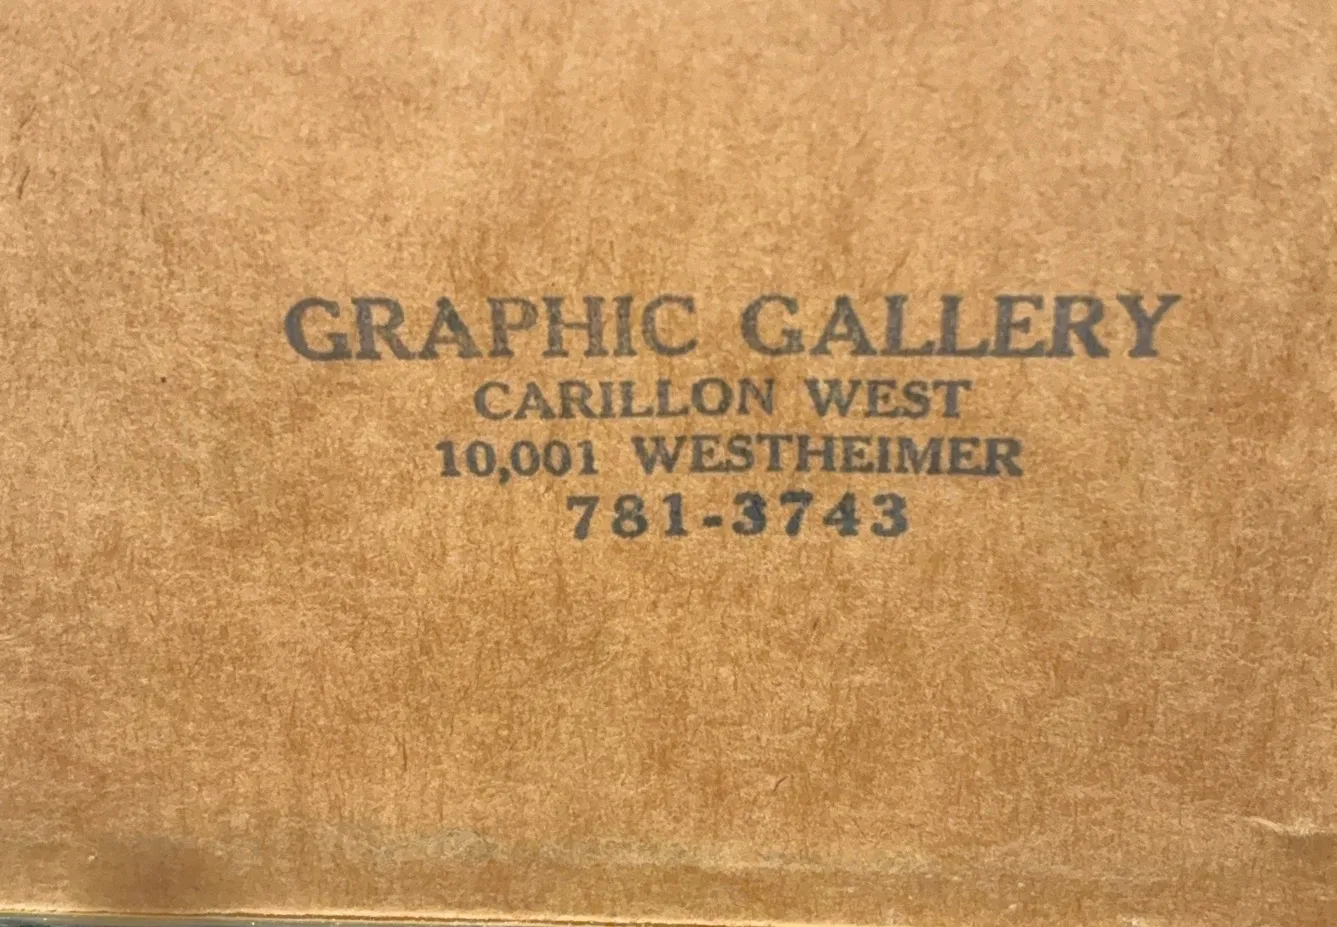 GRAPHIC GALLERY
CARILLON WEST
10,001 WESTHEIMER
781-3743